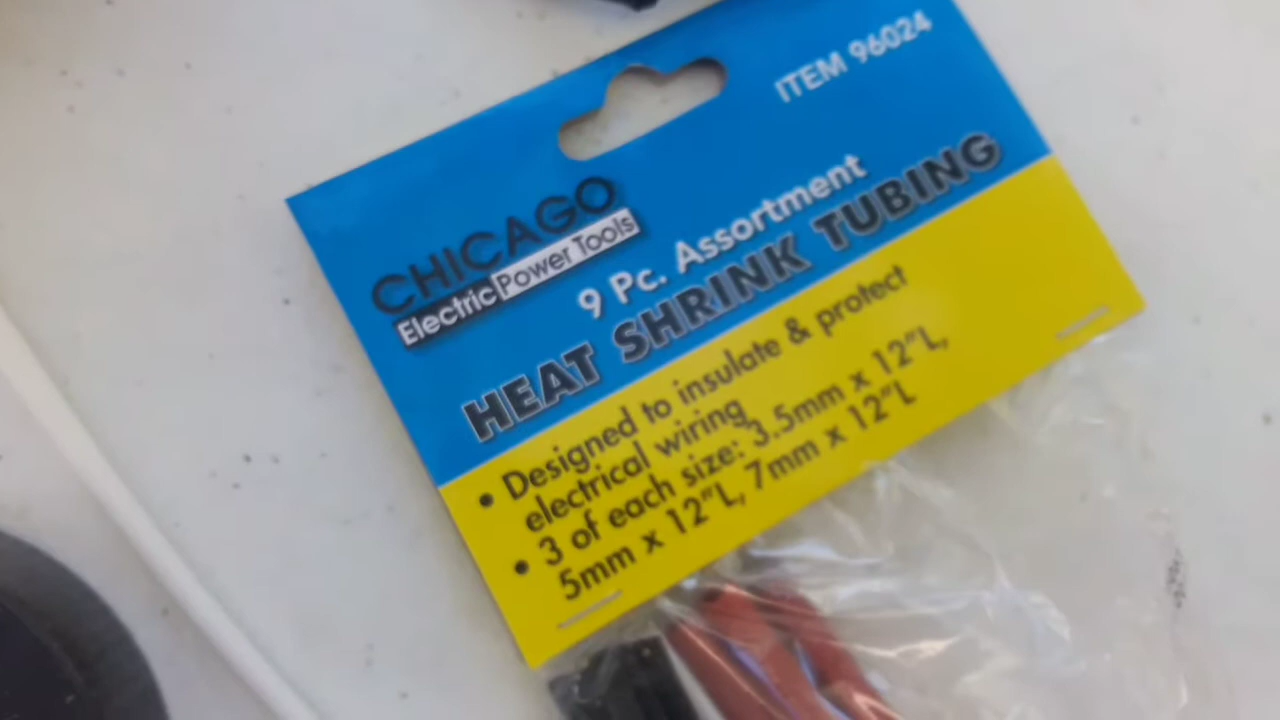 ITEM 96024
CHICAGO
Electric Power Tools
9 Pc. Assortment
HEAT SHRINK TUBING
• Designed to insulate & protect
electrical wiring
• 3 of each size: 3.5mm x 12"L,
5mm x 12"L, 7mm x 12"L